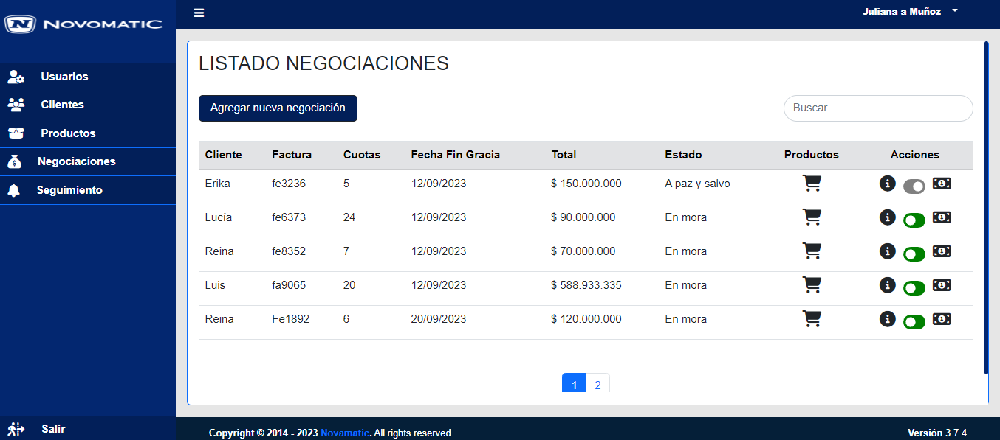 NOVOMATIC
Juliana a Muñoz
Usuarios
Clientes
Productos
Negociaciones
Seguimiento
Salir
LISTADO NEGOCIACIONES
Agregar nueva negociación
Buscar
Cliente Factura Cuotas Fecha Fin Gracia Total Estado Productos Acciones
Erika fe3236 5 12/09/2023 $ 150.000.000 A paz y salvo
Lucía fe6373 24 12/09/2023 $ 90.000.000 En mora
Reina fe8352 7 12/09/2023 $ 70.000.000 En mora
Luis fa9065 20 12/09/2023 $ 588.933.335 En mora
Reina Fe1892 6 20/09/2023 $ 120.000.000 En mora
1 2
Copyright © 2014 - 2023 Novamatic. All rights reserved.
Versión 3.7.4